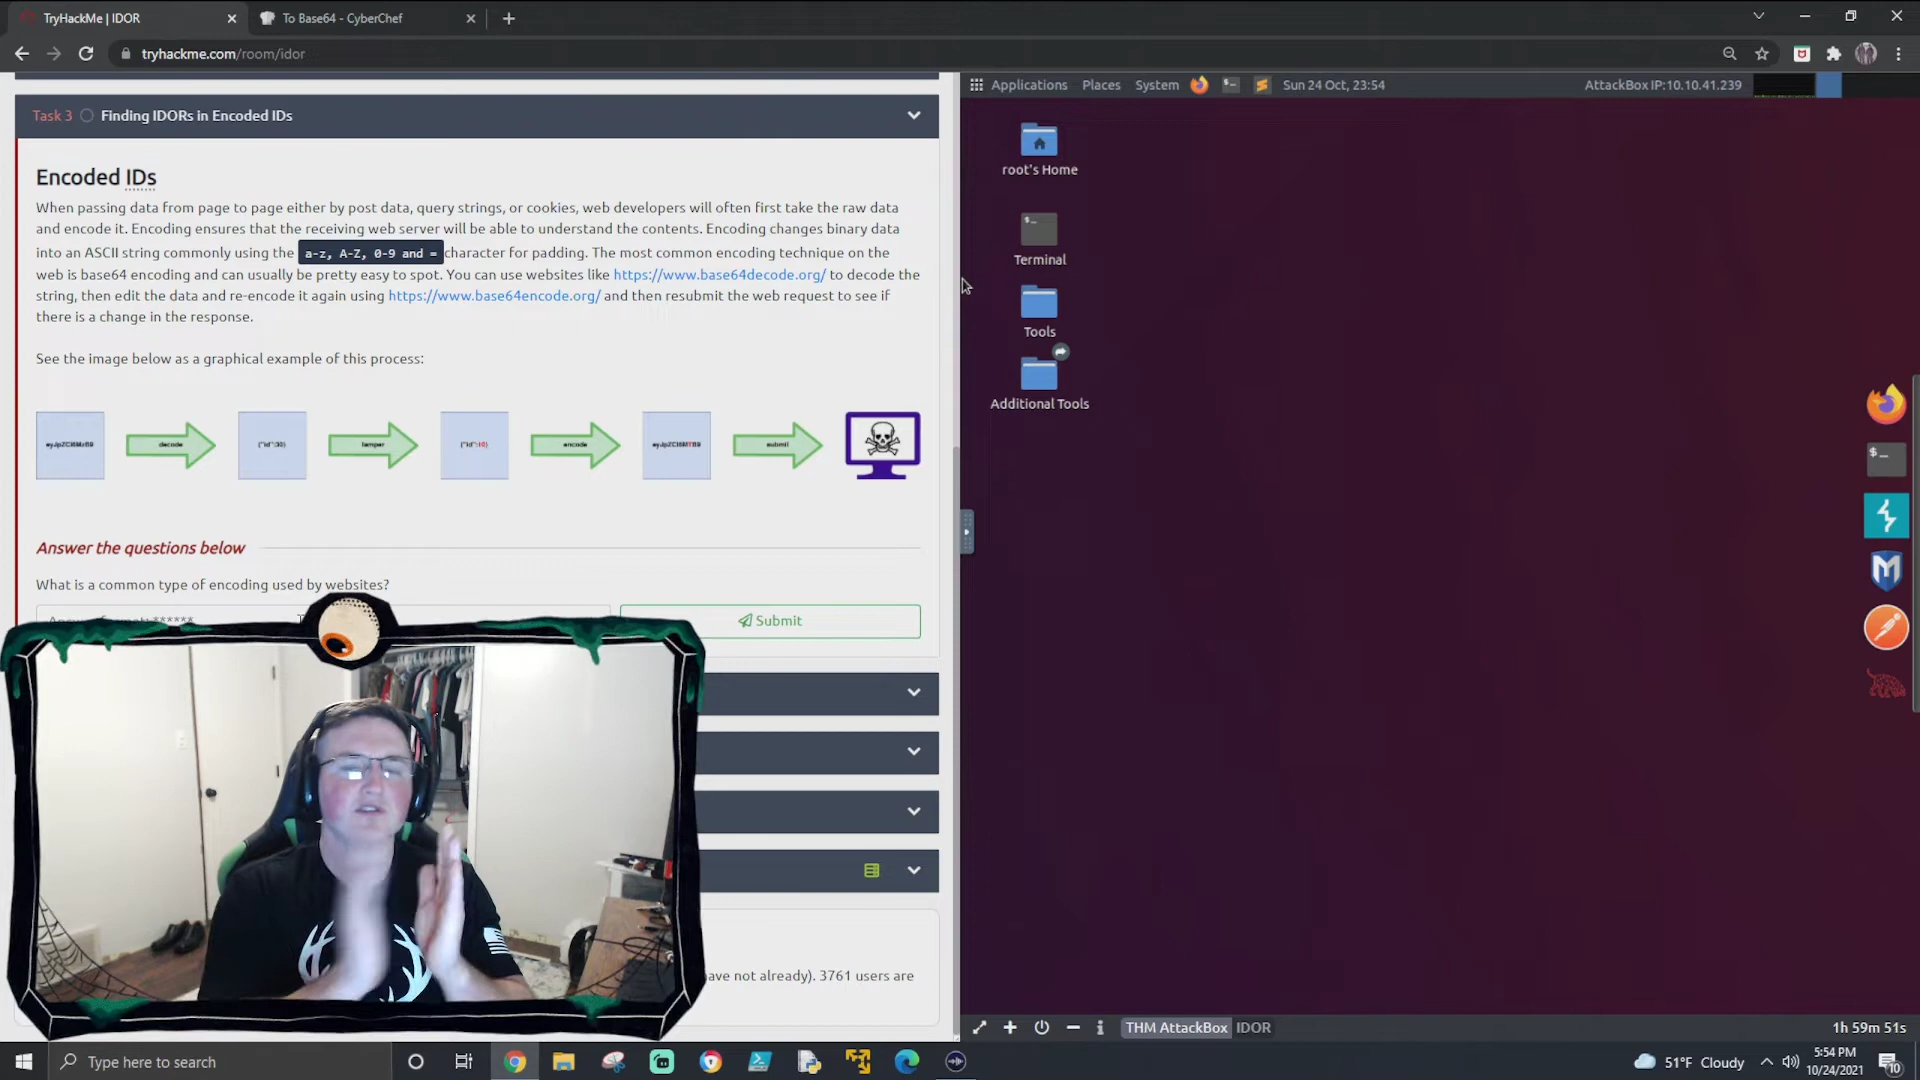 TryHackMe | IDOR
To Base64 - CyberChef
tryhackme.com/room/idor
Applications Places System
Sun 24 Oct, 23:54
AttackBox IP:10.10.41.239
Task 3
Finding IDORs in Encoded IDs
Encoded IDs
When passing data from page to page either by post data, query strings, or cookies, web developers will often first take the raw data
and encode it. Encoding ensures that the receiving web server will be able to understand the contents. Encoding changes binary data
into an ASCII string commonly using the a-z, A-Z, 0-9 and = character for padding. The most common encoding technique on the
web is base64 encoding and can usually be pretty easy to spot. You can use websites like https://www.base64decode.org/ to decode the
string, then edit the data and re-encode it again using https://www.base64encode.org/ and then resubmit the web request to see if
there is a change in the response.
See the image below as a graphical example of this process:
decode
{"id":30}
tamper
{"id":10}
encode
submit
Answer the questions below
What is a common type of encoding used by websites?
Submit
have not already). 3761 users are
root's Home
Terminal
Tools
Additional Tools
THM AttackBox IDOR
1h 59m 51s
Type here to search
51°F Cloudy
5:54 PM
10/24/2021
10